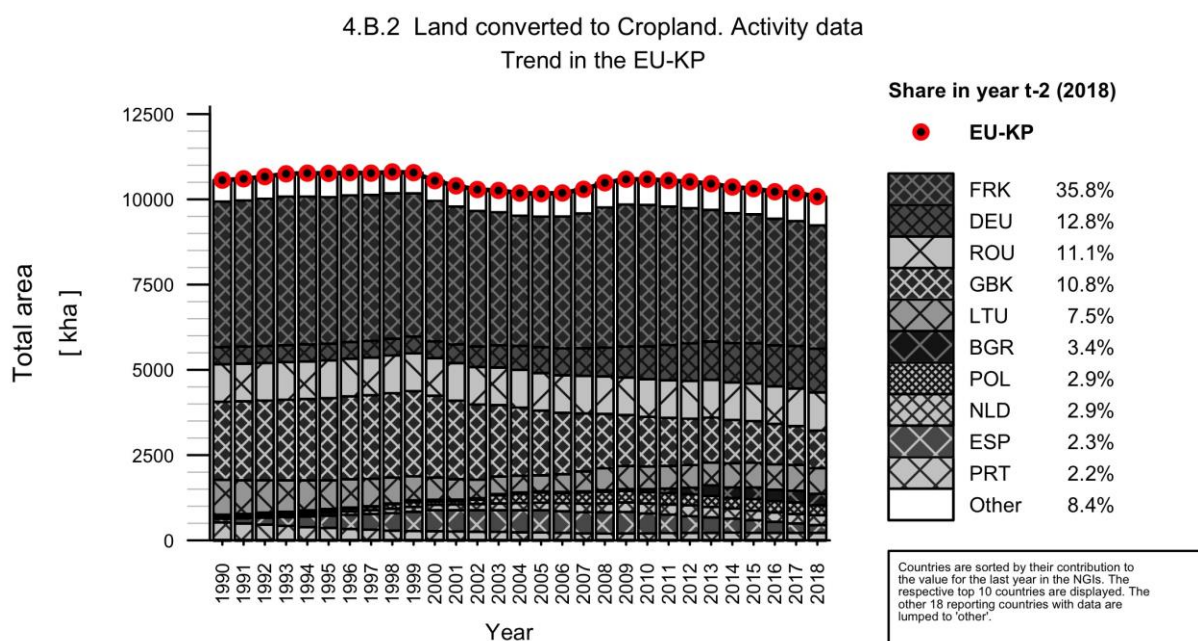 4.B.2 Land converted to Cropland. Activity data
Trend in the EU-KP
Total area
[ kha ]
12500
10000
7500
5000
2500
0
1990
1991
1992
1993
1994
1995
1996
1997
1998
1999
2000
2001
2002
2003
2004
2005
2006
2007
2008
2009
2010
2011
2012
2013
2014
2015
2016
2017
2018
Year
Share in year t-2 (2018)
EU-KP
FRK 35.8%
DEU 12.8%
ROU 11.1%
GBK 10.8%
LTU 7.5%
BGR 3.4%
POL 2.9%
NLD 2.9%
ESP 2.3%
PRT 2.2%
Other 8.4%
Countries are sorted by their contribution to
the value for the last year in the NGIs. The
respective top 10 countries are displayed. The
other 18 reporting countries with data are
lumped to 'other'.